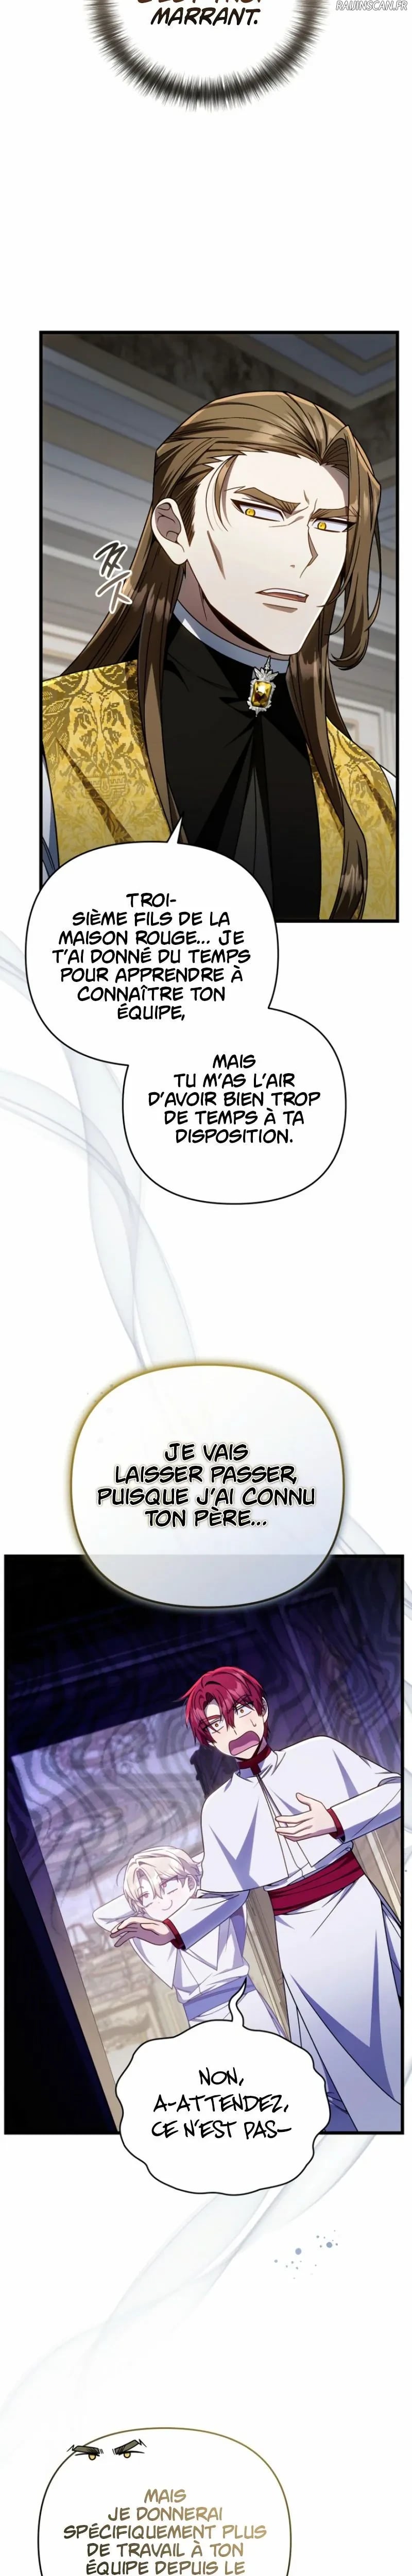 RAIJINSCAN.FR
MARRANT.
TROI-
SIÈME FILS DE LA
MAISON ROUGE... JE
T'AI DONNÉ DU TEMPS
POUR APPRENDRE À
CONNAÎTRE TON
ÉQUIPE,
MAIS
TU M'AS L'AIR
D'AVOIR BIEN TROP
DE TEMPS À TA
DISPOSITION.
JE VAIS
LAISSER PASSER,
PUISQUE J'AI CONNU
TON PÈRE...
NON,
A-ATTENDEZ,
CE N'EST PAS-
MAIS
JE DONNERAI
SPÉCIFIQUEMENT PLUS
DE TRAVAIL À TON
ÉQUIPE DEPUIS LE